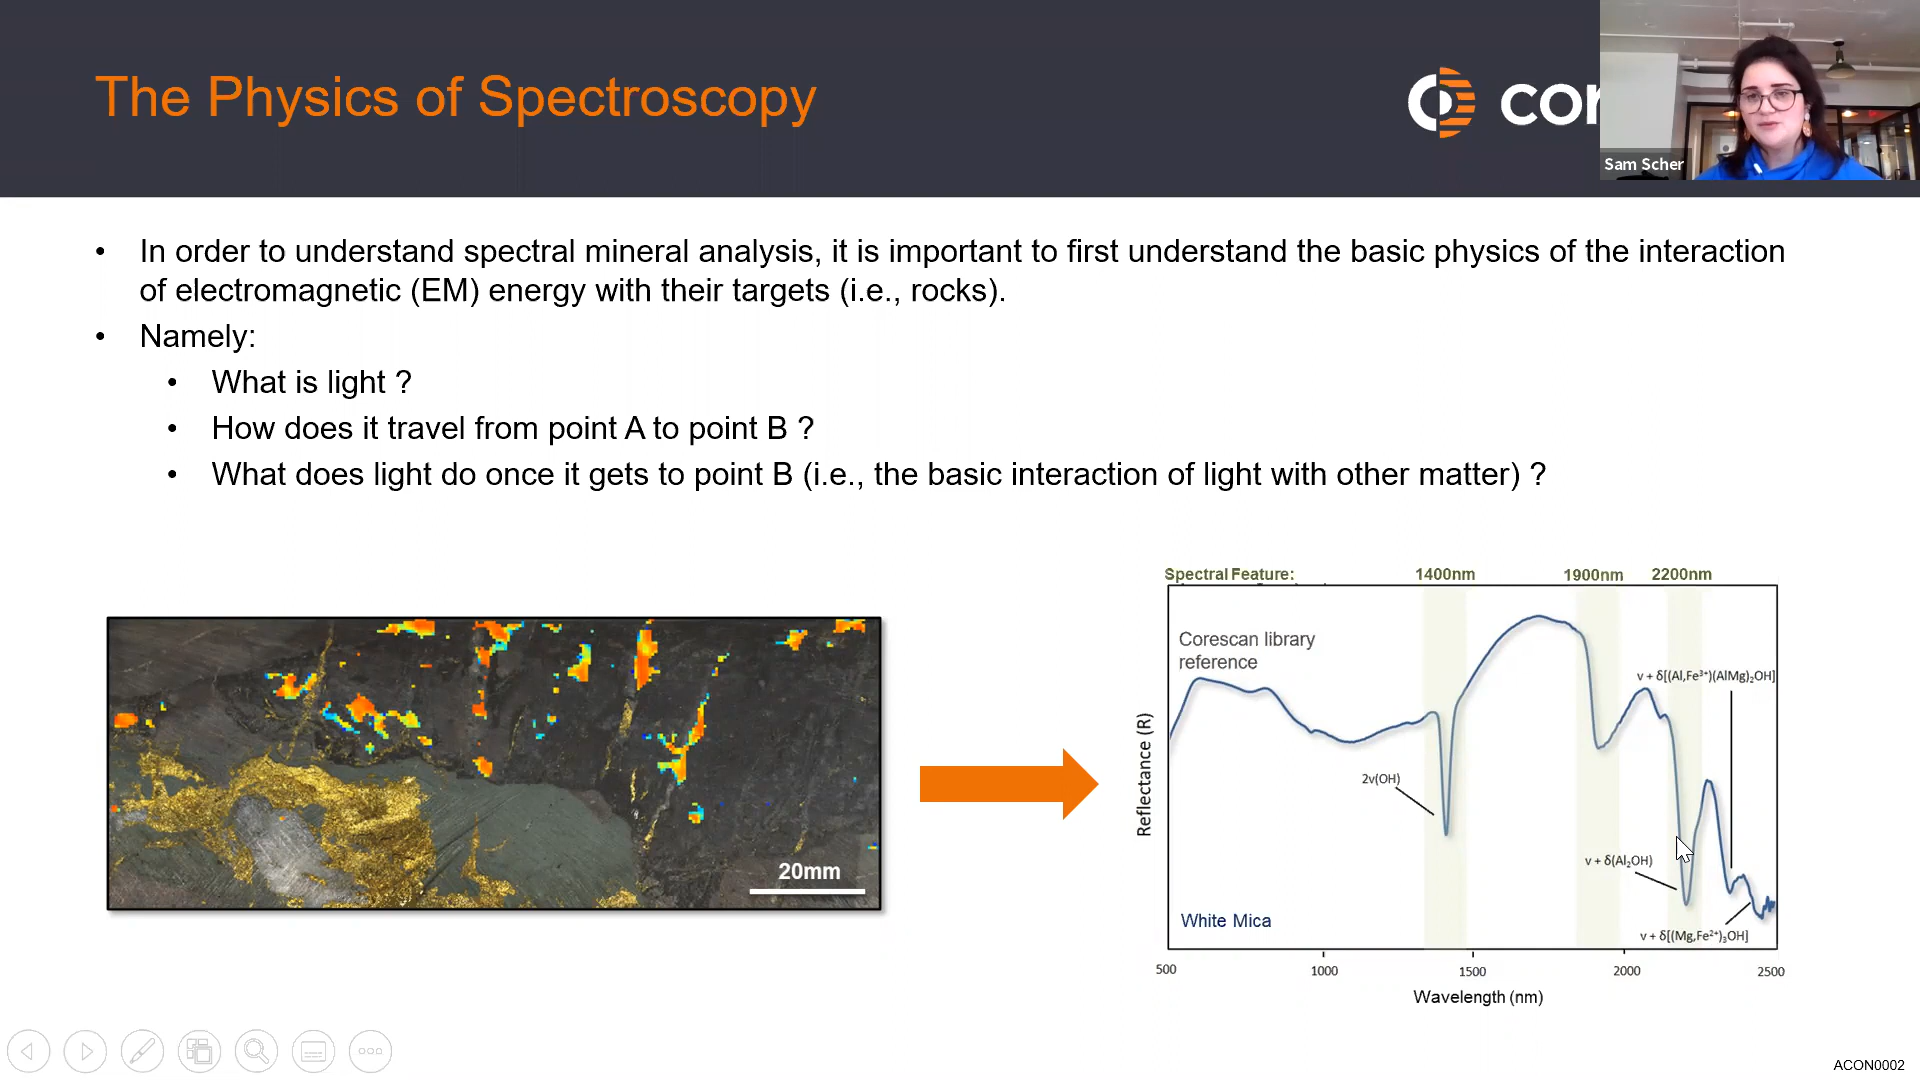 The Physics of Spectroscopy
cor
Sam Scher
• In order to understand spectral mineral analysis, it is important to first understand the basic physics of the interaction
of electromagnetic (EM) energy with their targets (i.e., rocks).
• Namely:
• What is light ?
• How does it travel from point A to point B ?
• What does light do once it gets to point B (i.e., the basic interaction of light with other matter) ?
20mm
Spectral Feature: 1400nm 1900nm 2200nm
Corescan library
reference
ν + δ[(Al,Fe³⁺)(AlMg)₂OH]
2ν(OH)
ν + δ(Al₂OH)
ν + δ[(Mg,Fe²⁺)₃OH]
White Mica
Reflectance (R)
500 1000 1500 2000 2500
Wavelength (nm)
ACON0002